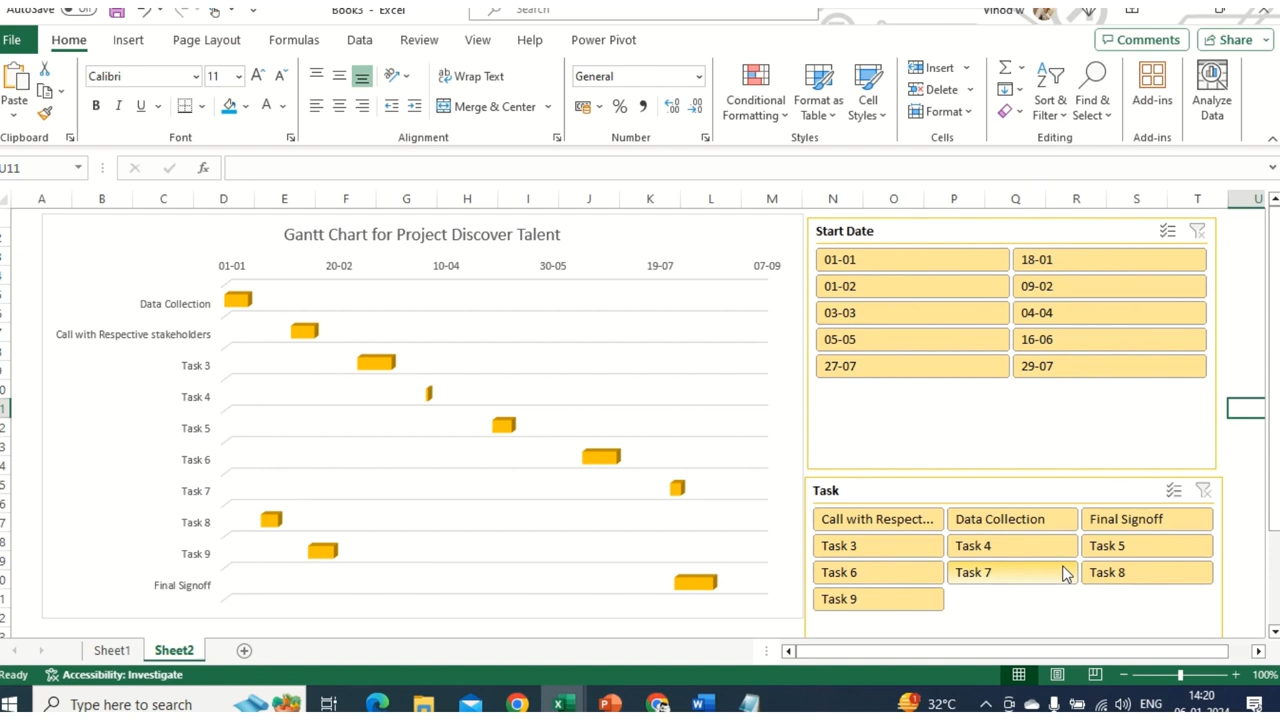 AutoSave Off Book3 - Excel Search Vinod w
File Home Insert Page Layout Formulas Data Review View Help Power Pivot Comments Share
Calibri 11 Wrap Text General Insert
Paste B I U Merge & Center Conditional Formatting Format as Table Cell Styles Delete Format Sort & Filter Find & Select Add-ins Analyze Data
Clipboard Font Alignment Number Styles Cells Editing Add-ins
U11 fx
A B C D E F G H I J K L M N O P Q R S T U
Gantt Chart for Project Discover Talent
01-01 20-02 10-04 30-05 19-07 07-09
Data Collection
Call with Respective stakeholders
Task 3
Task 4
Task 5
Task 6
Task 7
Task 8
Task 9
Final Signoff
Start Date
01-01 18-01
01-02 09-02
03-03 04-04
05-05 16-06
27-07 29-07
Task
Call with Respect... Data Collection Final Signoff
Task 3 Task 4 Task 5
Task 6 Task 7 Task 8
Task 9
Sheet1 Sheet2
Ready Accessibility: Investigate 100%
Type here to search 32°C ENG 14:20
06-01-2024